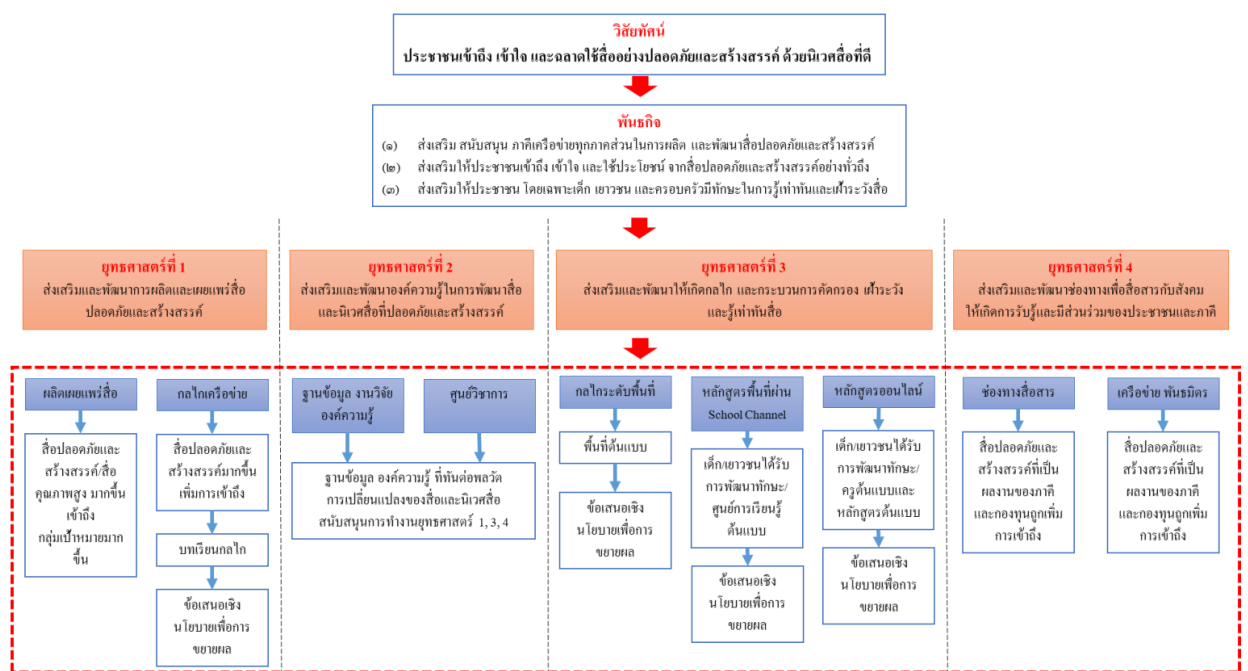 วิสัยทัศน์
ประชาชนเข้าถึง เข้าใจ และฉลาดใช้สื่ออย่างปลอดภัยและสร้างสรรค์ ด้วยนิเวศสื่อที่ดี
พันธกิจ
(๑) ส่งเสริม สนับสนุน ภาคีเครือข่ายทุกภาคส่วนในการผลิต และพัฒนาสื่อปลอดภัยและสร้างสรรค์
(๒) ส่งเสริมให้ประชาชนเข้าถึง เข้าใจ และใช้ประโยชน์ จากสื่อปลอดภัยและสร้างสรรค์อย่างทั่วถึง
(๓) ส่งเสริมให้ประชาชน โดยเฉพาะเด็ก เยาวชน และครอบครัวมีทักษะในการรู้เท่าทันและเฝ้าระวังสื่อ
ยุทธศาสตร์ที่ 1
ส่งเสริมและพัฒนาการผลิตและเผยแพร่สื่อ
ปลอดภัยและสร้างสรรค์
ยุทธศาสตร์ที่ 2
ส่งเสริมและพัฒนาองค์ความรู้ในการพัฒนาสื่อ
และนิเวศสื่อที่ปลอดภัยและสร้างสรรค์
ยุทธศาสตร์ที่ 3
ส่งเสริมและพัฒนาให้เกิดกลไก และกระบวนการคัดกรอง เฝ้าระวัง
และรู้เท่าทันสื่อ
ยุทธศาสตร์ที่ 4
ส่งเสริมและพัฒนาช่องทางเพื่อสื่อสารกับสังคม
ให้เกิดการรับรู้และมีส่วนร่วมของประชาชนและภาคี
ผลิตเผยแพร่สื่อ
สื่อปลอดภัยและ
สร้างสรรค์/สื่อ
คุณภาพสูง มากขึ้น
เข้าถึง
กลุ่มเป้าหมายมาก
ขึ้น
กลไกเครือข่าย
สื่อปลอดภัยและ
สร้างสรรค์มากขึ้น
เพิ่มการเข้าถึง
บทเรียนกลไก
ข้อเสนอเชิง
นโยบายเพื่อการ
ขยายผล
ฐานข้อมูล งานวิจัย
องค์ความรู้
ศูนย์วิชาการ
ฐานข้อมูล องค์ความรู้ ที่ทันต่อพลวัต
การเปลี่ยนแปลงของสื่อและนิเวศสื่อ
สนับสนุนการทำงานยุทธศาสตร์ 1, 3, 4
กลไกระดับพื้นที่
พื้นที่ต้นแบบ
ข้อเสนอเชิง
นโยบายเพื่อการ
ขยายผล
หลักสูตรพื้นที่ผ่าน
School Channel
เด็ก/เยาวชนได้รับ
การพัฒนาทักษะ/
ศูนย์การเรียนรู้
ต้นแบบ
ข้อเสนอเชิง
นโยบายเพื่อการ
ขยายผล
หลักสูตรออนไลน์
เด็ก/เยาวชนได้รับ
การพัฒนาทักษะ/
ครูต้นแบบและ
หลักสูตรต้นแบบ
ข้อเสนอเชิง
นโยบายเพื่อการ
ขยายผล
ช่องทางสื่อสาร
สื่อปลอดภัยและ
สร้างสรรค์ที่เป็น
ผลงานของภาคี
และกองทุนถูกเพิ่ม
การเข้าถึง
เครือข่าย พันธมิตร
สื่อปลอดภัยและ
สร้างสรรค์ที่เป็น
ผลงานของภาคี
และกองทุนถูกเพิ่ม
การเข้าถึง